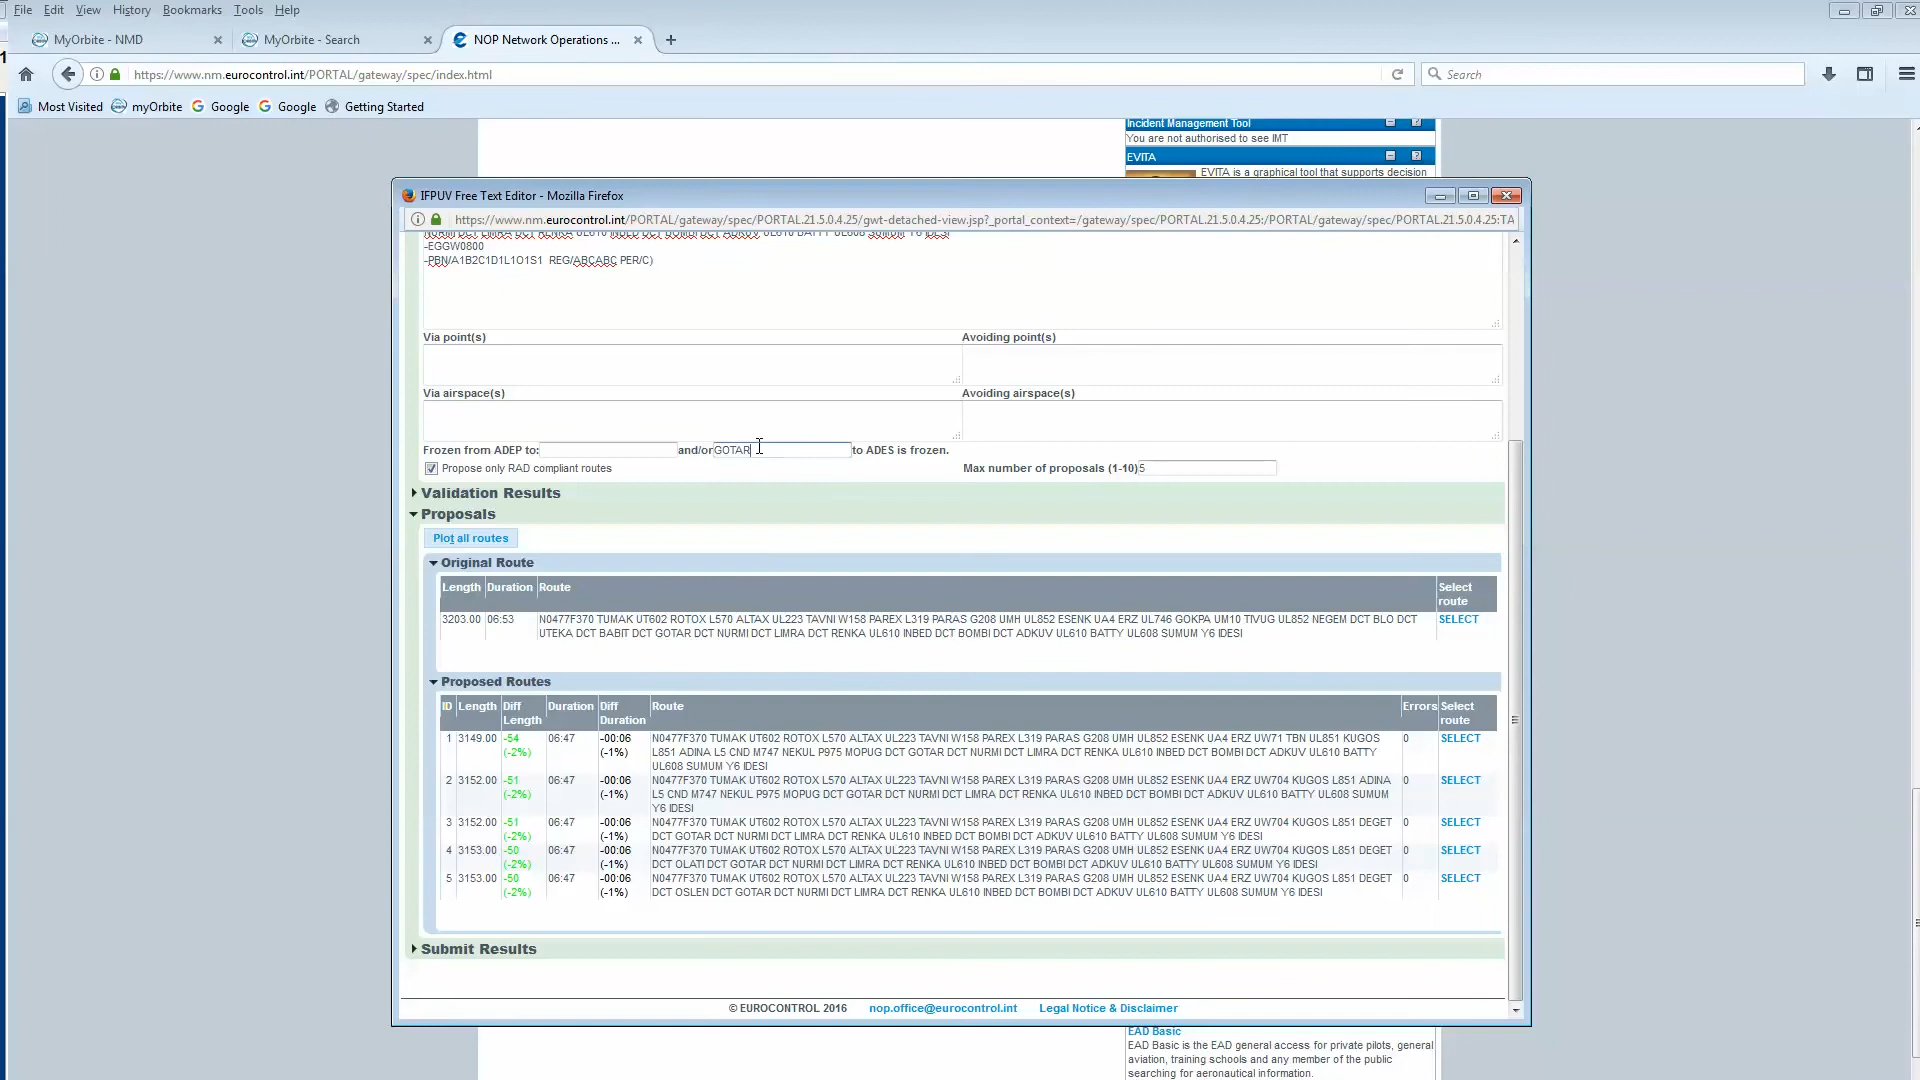 File Edit View History Bookmarks Tools Help
MyOrbite - NMD
MyOrbite - Search
NOP Network Operations ...
https://www.nm.eurocontrol.int/PORTAL/gateway/spec/index.html
Search
Most Visited myOrbite Google Google Getting Started
Incident Management Tool
You are not authorised to see IMT
EVITA
EVITA is a graphical tool that supports decision
IFPUV Free Text Editor - Mozilla Firefox
https://www.nm.eurocontrol.int/PORTAL/gateway/spec/PORTAL.21.5.0.4.25/gwt-detached-view.jsp?_portal_context=/gateway/spec/PORTAL.21.5.0.4.25:/PORTAL/gateway/spec/PORTAL.21.5.0.4.25:TA
NURMI DCT LIMRA DCT RENKA UL610 INBED DCT BOMBI DCT ADKUV UL610 BATTY UL608 SUMUM Y6 IDESI
-EGGW0800
-PBN/A1B2C1D1L1O1S1 REG/ABCABC PER/C)
Via point(s)
Avoiding point(s)
Via airspace(s)
Avoiding airspace(s)
Frozen from ADEP to: and/or GOTAR to ADES is frozen.
Propose only RAD compliant routes
Max number of proposals (1-10) 5
Validation Results
Proposals
Plot all routes
Original Route
Length Duration Route Select route
3203.00 06:53 N0477F370 TUMAK UT602 ROTOX L570 ALTAX UL223 TAVNI W158 PAREX L319 PARAS G208 UMH UL852 ESENK UA4 ERZ UL746 GOKPA UM10 TIVUG UL852 NEGEM DCT BLO DCT SELECT
UTEKA DCT BABIT DCT GOTAR DCT NURMI DCT LIMRA DCT RENKA UL610 INBED DCT BOMBI DCT ADKUV UL610 BATTY UL608 SUMUM Y6 IDESI
Proposed Routes
ID Length Diff Length Duration Diff Duration Route Errors Select route
1 3149.00 -54 06:47 -00:06 N0477F370 TUMAK UT602 ROTOX L570 ALTAX UL223 TAVNI W158 PAREX L319 PARAS G208 UMH UL852 ESENK UA4 ERZ UW71 TBN UL851 KUGOS 0 SELECT
(-2%) (-1%) L851 ADINA L5 CND M747 NEKUL P975 MOPUG DCT GOTAR DCT NURMI DCT LIMRA DCT RENKA UL610 INBED DCT BOMBI DCT ADKUV UL610 BATTY
UL608 SUMUM Y6 IDESI
2 3152.00 -51 06:47 -00:06 N0477F370 TUMAK UT602 ROTOX L570 ALTAX UL223 TAVNI W158 PAREX L319 PARAS G208 UMH UL852 ESENK UA4 ERZ UW704 KUGOS L851 ADINA 0 SELECT
(-2%) (-1%) L5 CND M747 NEKUL P975 MOPUG DCT GOTAR DCT NURMI DCT LIMRA DCT RENKA UL610 INBED DCT BOMBI DCT ADKUV UL610 BATTY UL608 SUMUM
Y6 IDESI
3 3152.00 -51 06:47 -00:06 N0477F370 TUMAK UT602 ROTOX L570 ALTAX UL223 TAVNI W158 PAREX L319 PARAS G208 UMH UL852 ESENK UA4 ERZ UW704 KUGOS L851 DEGET 0 SELECT
(-2%) (-1%) DCT GOTAR DCT NURMI DCT LIMRA DCT RENKA UL610 INBED DCT BOMBI DCT ADKUV UL610 BATTY UL608 SUMUM Y6 IDESI
4 3153.00 -50 06:47 -00:06 N0477F370 TUMAK UT602 ROTOX L570 ALTAX UL223 TAVNI W158 PAREX L319 PARAS G208 UMH UL852 ESENK UA4 ERZ UW704 KUGOS L851 DEGET 0 SELECT
(-2%) (-1%) DCT OLATI DCT GOTAR DCT NURMI DCT LIMRA DCT RENKA UL610 INBED DCT BOMBI DCT ADKUV UL610 BATTY UL608 SUMUM Y6 IDESI
5 3153.00 -50 06:47 -00:06 N0477F370 TUMAK UT602 ROTOX L570 ALTAX UL223 TAVNI W158 PAREX L319 PARAS G208 UMH UL852 ESENK UA4 ERZ UW704 KUGOS L851 DEGET 0 SELECT
(-2%) (-1%) DCT OSLEN DCT GOTAR DCT NURMI DCT LIMRA DCT RENKA UL610 INBED DCT BOMBI DCT ADKUV UL610 BATTY UL608 SUMUM Y6 IDESI
Submit Results
© EUROCONTROL 2016 nop.office@eurocontrol.int Legal Notice & Disclaimer
EAD Basic
EAD Basic is the EAD general access for private pilots, general
aviation, training schools and any member of the public
searching for aeronautical information.